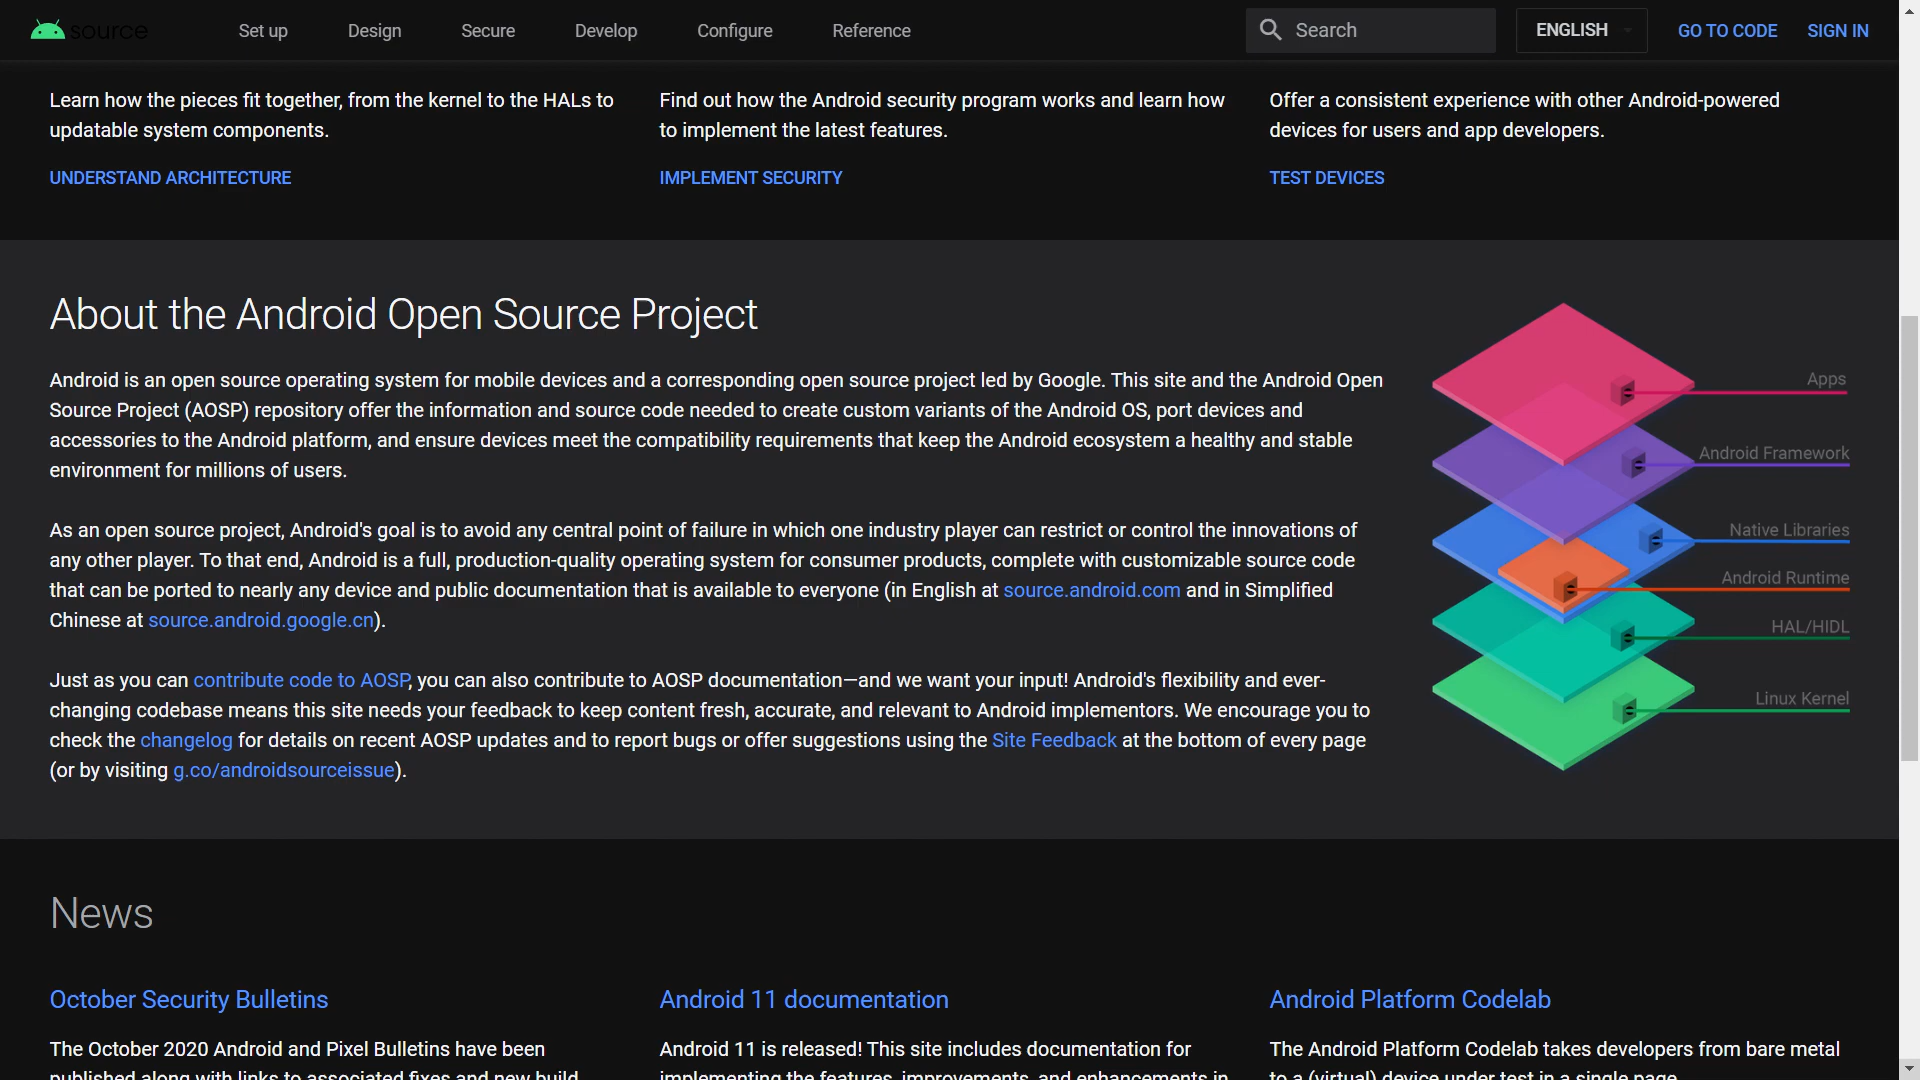 source
Set up
Design
Secure
Develop
Configure
Reference
Search
ENGLISH
GO TO CODE
SIGN IN
Learn how the pieces fit together, from the kernel to the HALs to
updatable system components.
UNDERSTAND ARCHITECTURE
Find out how the Android security program works and learn how
to implement the latest features.
IMPLEMENT SECURITY
Offer a consistent experience with other Android-powered
devices for users and app developers.
TEST DEVICES
About the Android Open Source Project
Android is an open source operating system for mobile devices and a corresponding open source project led by Google. This site and the Android Open
Source Project (AOSP) repository offer the information and source code needed to create custom variants of the Android OS, port devices and
accessories to the Android platform, and ensure devices meet the compatibility requirements that keep the Android ecosystem a healthy and stable
environment for millions of users.
As an open source project, Android's goal is to avoid any central point of failure in which one industry player can restrict or control the innovations of
any other player. To that end, Android is a full, production-quality operating system for consumer products, complete with customizable source code
that can be ported to nearly any device and public documentation that is available to everyone (in English at source.android.com and in Simplified
Chinese at source.android.google.cn).
Just as you can contribute code to AOSP, you can also contribute to AOSP documentation—and we want your input! Android's flexibility and ever-
changing codebase means this site needs your feedback to keep content fresh, accurate, and relevant to Android implementors. We encourage you to
check the changelog for details on recent AOSP updates and to report bugs or offer suggestions using the Site Feedback at the bottom of every page
(or by visiting g.co/androidsourceissue).
Apps
Android Framework
Native Libraries
Android Runtime
HAL/HIDL
Linux Kernel
News
October Security Bulletins
The October 2020 Android and Pixel Bulletins have been
published along with links to associated fixes and new build
Android 11 documentation
Android 11 is released! This site includes documentation for
implementing the features, improvements, and enhancements in
Android Platform Codelab
The Android Platform Codelab takes developers from bare metal
to a (virtual) device under test in a single page.